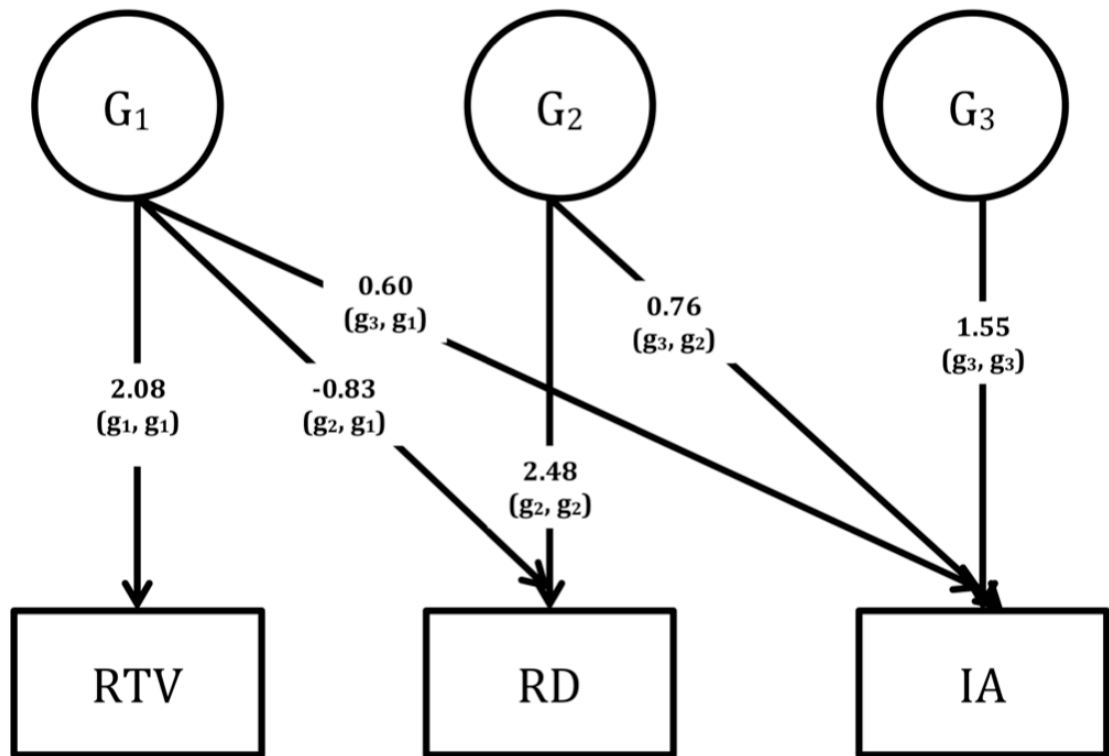 G₁
G₂
G₃
0.60
(g₃, g₁)
0.76
(g₃, g₂)
1.55
(g₃, g₃)
2.08
(g₁, g₁)
-0.83
(g₂, g₁)
2.48
(g₂, g₂)
RTV
RD
IA